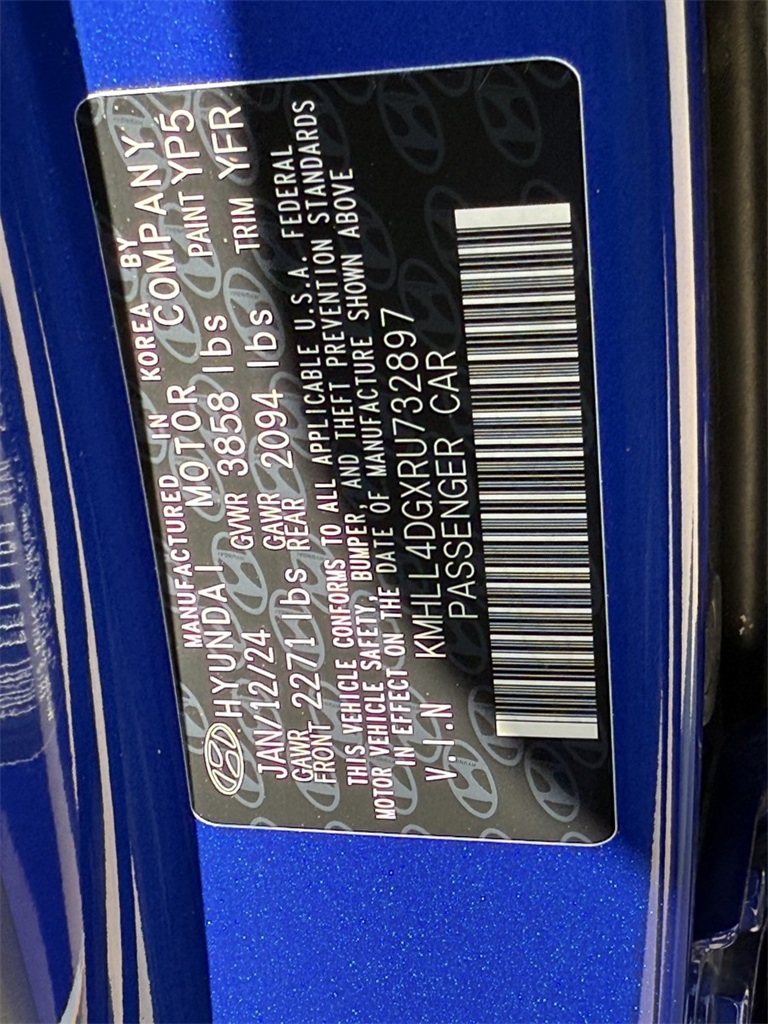 MANUFACTURED IN KOREA BY
HYUNDAI MOTOR COMPANY
JAN/12/24 GVWR 3858 lbs PAINT YP5
GAWR FRONT 2271 lbs GAWR REAR 2094 lbs TRIM YFR
THIS VEHICLE CONFORMS TO ALL APPLICABLE U.S.A. FEDERAL
MOTOR VEHICLE SAFETY, BUMPER, AND THEFT PREVENTION STANDARDS
IN EFFECT ON THE DATE OF MANUFACTURE SHOWN ABOVE
V.I.N KMHLL4DGXRU732897
PASSENGER CAR